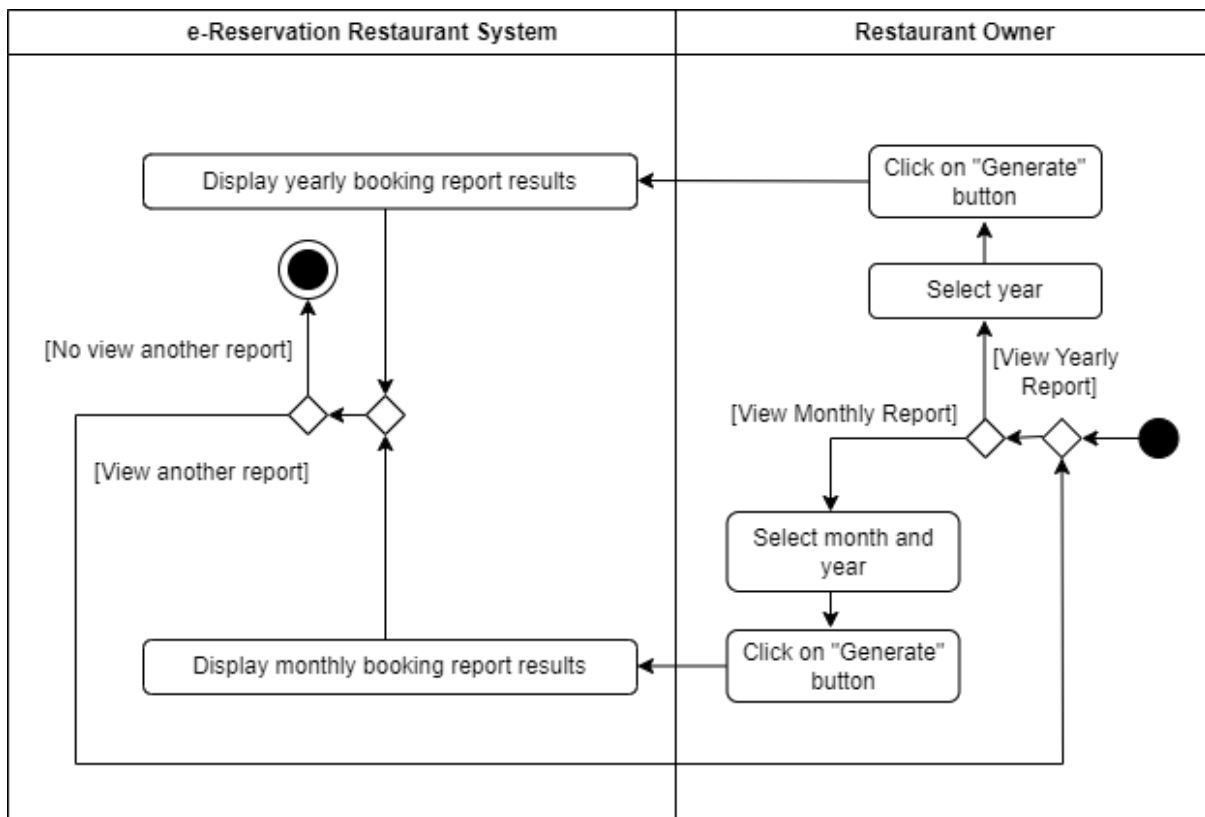 e-Reservation Restaurant System
Restaurant Owner
Display yearly booking report results
Click on "Generate"
button
Select year
[No view another report]
[View Yearly
Report]
[View Monthly Report]
[View another report]
Select month and
year
Display monthly booking report results
Click on "Generate"
button